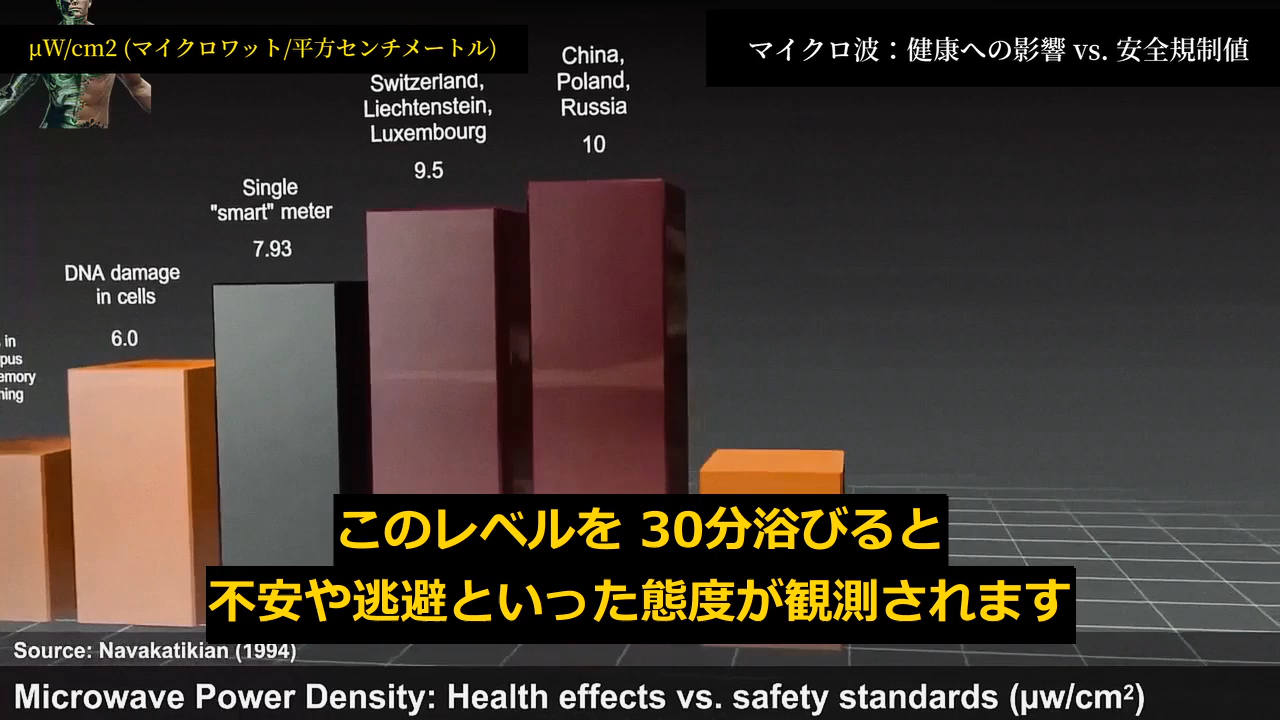 μW/cm2 (マイクロワット/平方センチメートル)
マイクロ波：健康への影響 vs. 安全規制値
China,
Poland,
Russia
10
Switzerland,
Liechtenstein,
Luxembourg
9.5
Single
"smart" meter
7.93
DNA damage
in cells
6.0
in
このレベルを 30分浴びると
不安や逃避といった態度が観測されます
Source: Navakatikian (1994)
Microwave Power Density: Health effects vs. safety standards (μw/cm²)